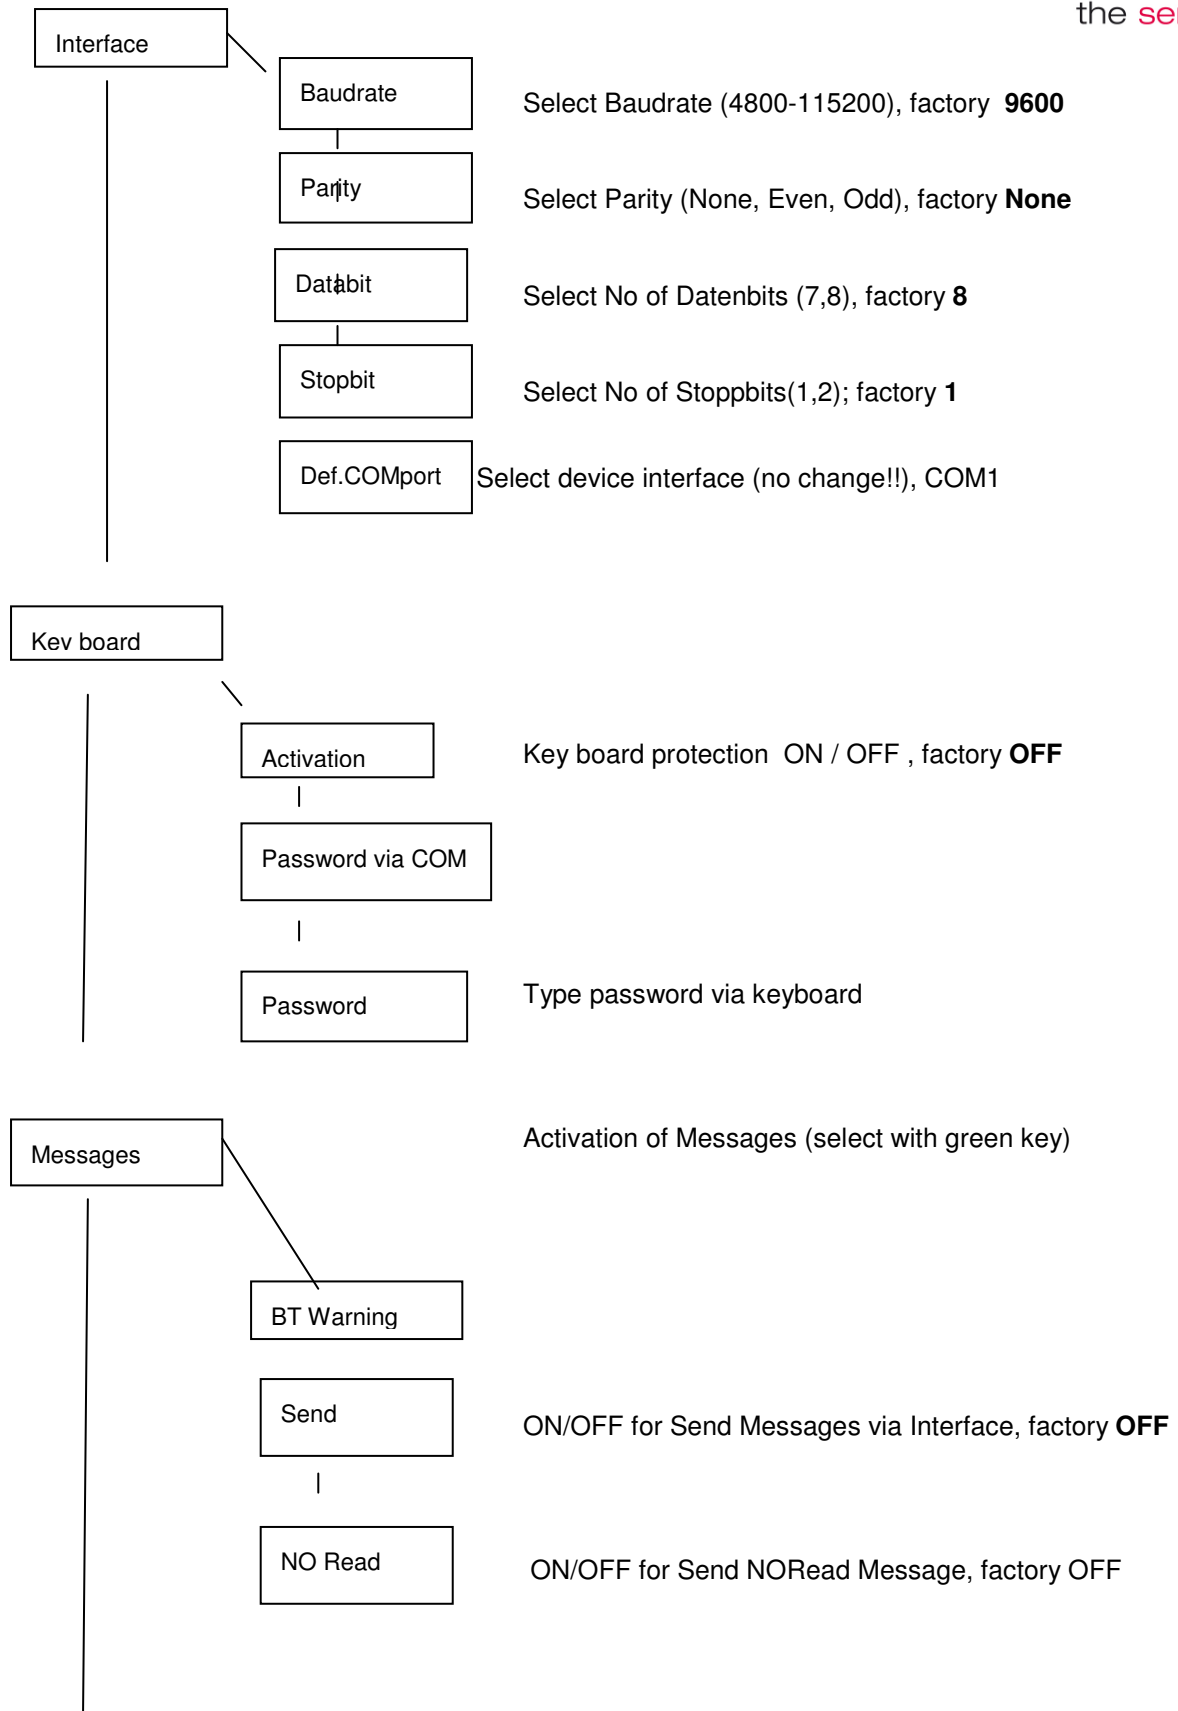 the se
Interface
Baudrate
Select Baudrate (4800-115200), factory 9600
Parity
Select Parity (None, Even, Odd), factory None
Databit
Select No of Datenbits (7,8), factory 8
Stopbit
Select No of Stoppbits(1,2); factory 1
Def.COMport
Select device interface (no change!!), COM1
Key board
Activation
Key board protection ON / OFF , factory OFF
Password via COM
Password
Type password via keyboard
Messages
Activation of Messages (select with green key)
BT Warning
Send
ON/OFF for Send Messages via Interface, factory OFF
NO Read
ON/OFF for Send NORead Message, factory OFF